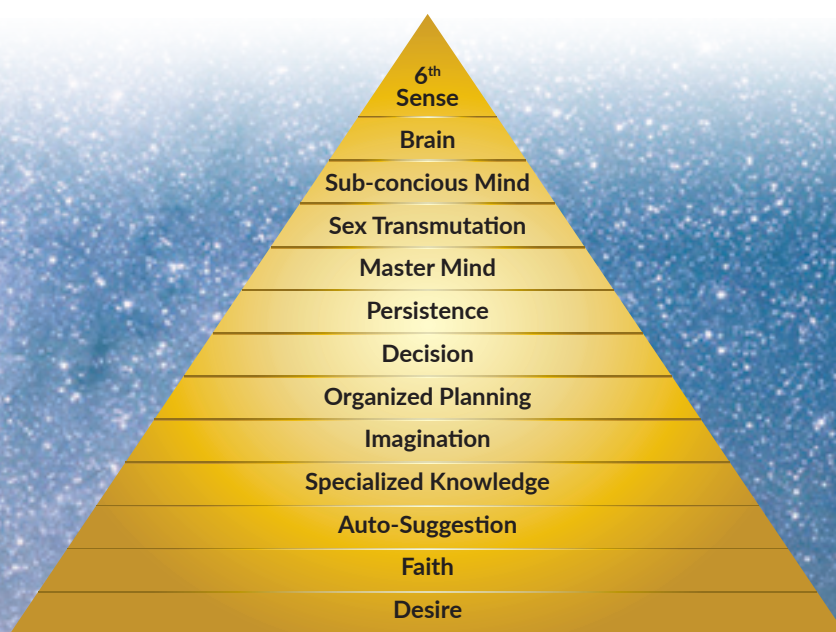 6th
Sense
Brain
Sub-concious Mind
Sex Transmutation
Master Mind
Persistence
Decision
Organized Planning
Imagination
Specialized Knowledge
Auto-Suggestion
Faith
Desire